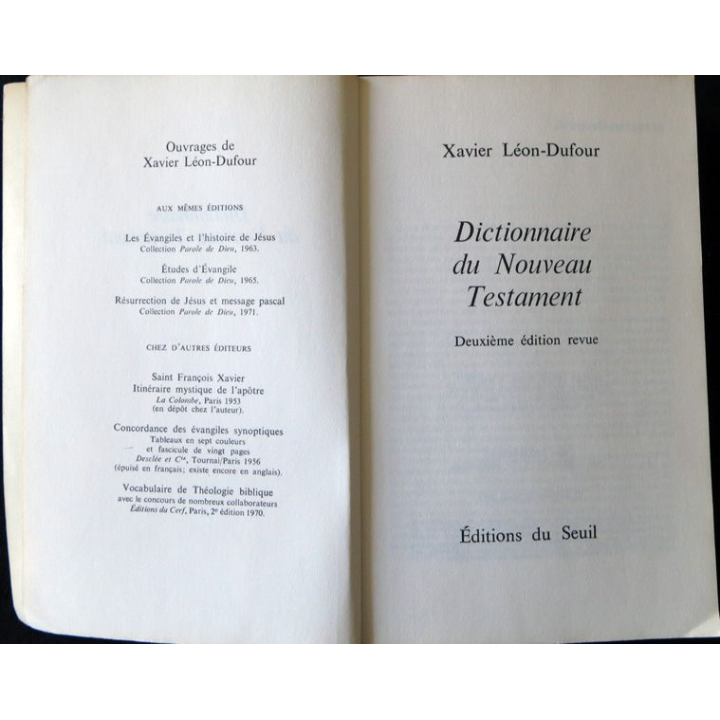 Ouvrages de
Xavier Léon-Dufour
AUX MÊMES ÉDITIONS
Les Évangiles et l'histoire de Jésus
Collection Parole de Dieu, 1963.
Études d'Évangile
Collection Parole de Dieu, 1965.
Résurrection de Jésus et message pascal
Collection Parole de Dieu, 1971.
CHEZ D'AUTRES ÉDITEURS
Saint François Xavier
Itinéraire mystique de l'apôtre
La Colombe, Paris 1953
(en dépôt chez l'auteur).
Concordance des évangiles synoptiques
Tableaux en sept couleurs
et fascicule de vingt pages
Desclée et Cie, Tournai/Paris 1956
(épuisé en français; existe encore en anglais).
Vocabulaire de Théologie biblique
avec le concours de nombreux collaborateurs
Éditions du Cerf, Paris, 2e édition 1970.
Xavier Léon-Dufour
Dictionnaire
du Nouveau
Testament
Deuxième édition revue
Éditions du Seuil